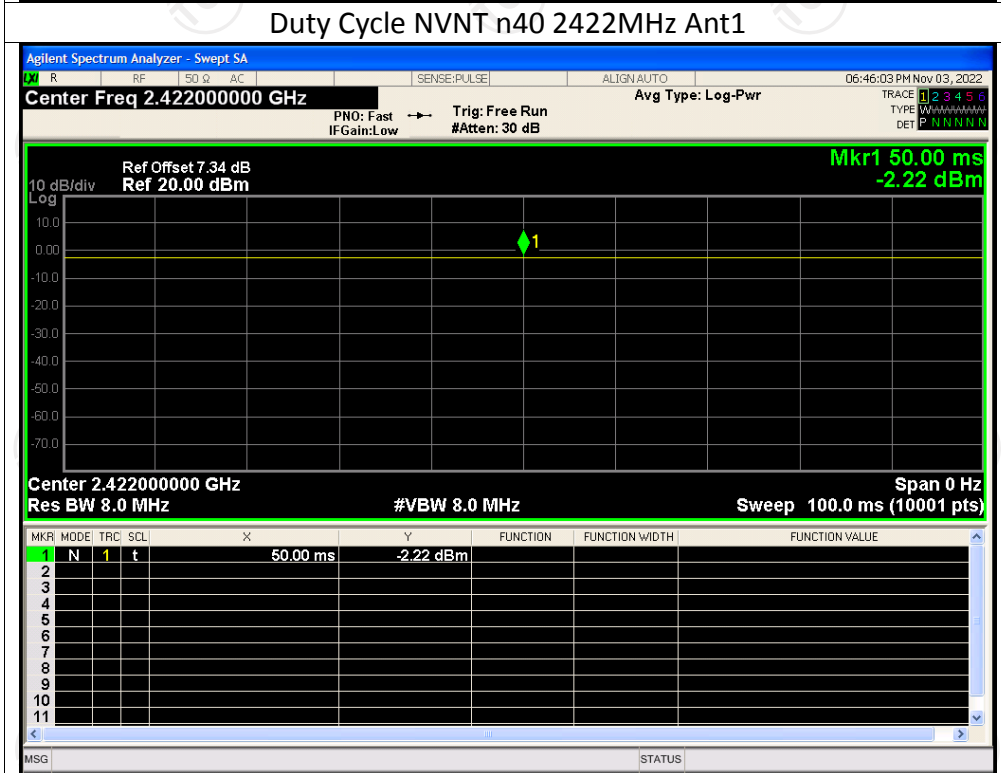 Duty Cycle NVNT n40 2422MHz Ant1
Agilent Spectrum Analyzer - Swept SA
LXI R RF 50 Ω AC SENSE:PULSE ALIGN AUTO 06:46:03 PM Nov 03, 2022
Center Freq 2.422000000 GHz Avg Type: Log-Pwr TRACE 1 2 3 4 5 6
PNO: Fast Trig: Free Run TYPE WWWWWW
IFGain:Low #Atten: 30 dB DET P N N N N N
Mkr1 50.00 ms
Ref Offset 7.34 dB
10 dB/div Ref 20.00 dBm -2.22 dBm
Log
10.0
1
0.00
-10.0
-20.0
-30.0
-40.0
-50.0
-60.0
-70.0
Center 2.422000000 GHz Span 0 Hz
Res BW 8.0 MHz #VBW 8.0 MHz Sweep 100.0 ms (10001 pts)
MKR MODE TRC SCL X Y FUNCTION FUNCTION WIDTH FUNCTION VALUE
1 N 1 t 50.00 ms -2.22 dBm
2
3
4
5
6
7
8
9
10
11
MSG STATUS